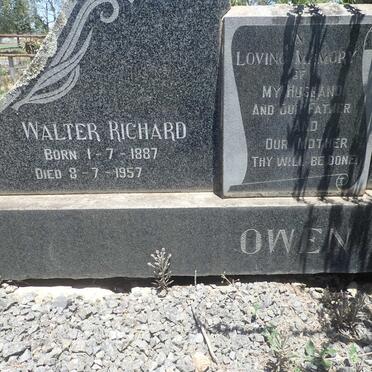 WALTER RICHARD
BORN 1-7-1887
DIED 8-7-1957
IN
LOVING MEMORY
OF
MY HUSBAND
AND OUR FATHER
AND
OUR MOTHER
THY WILL BE DONE
OWEN